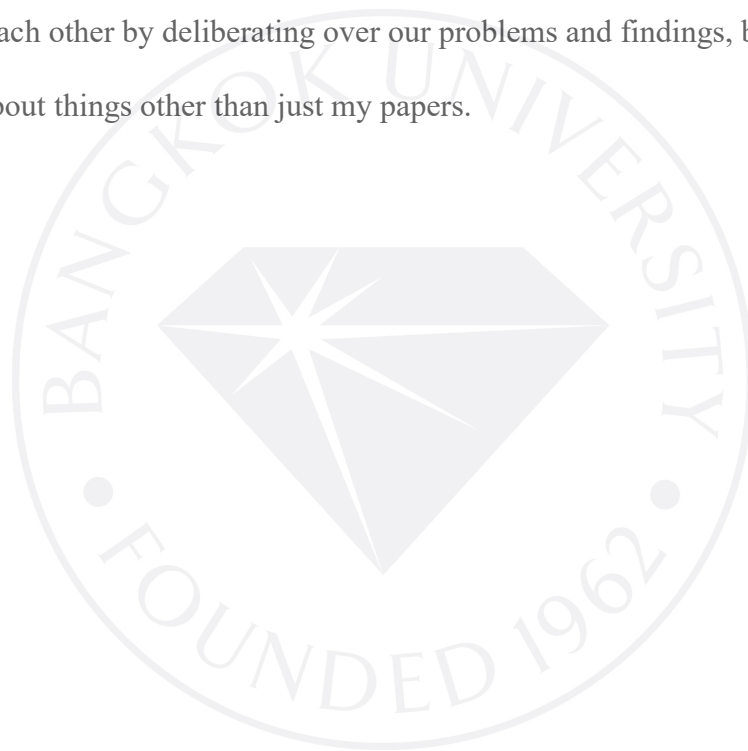 ach other by deliberating over our problems and findings, b
bout things other than just my papers.
BANGKOK UNIVERSITY
FOUNDED 1962